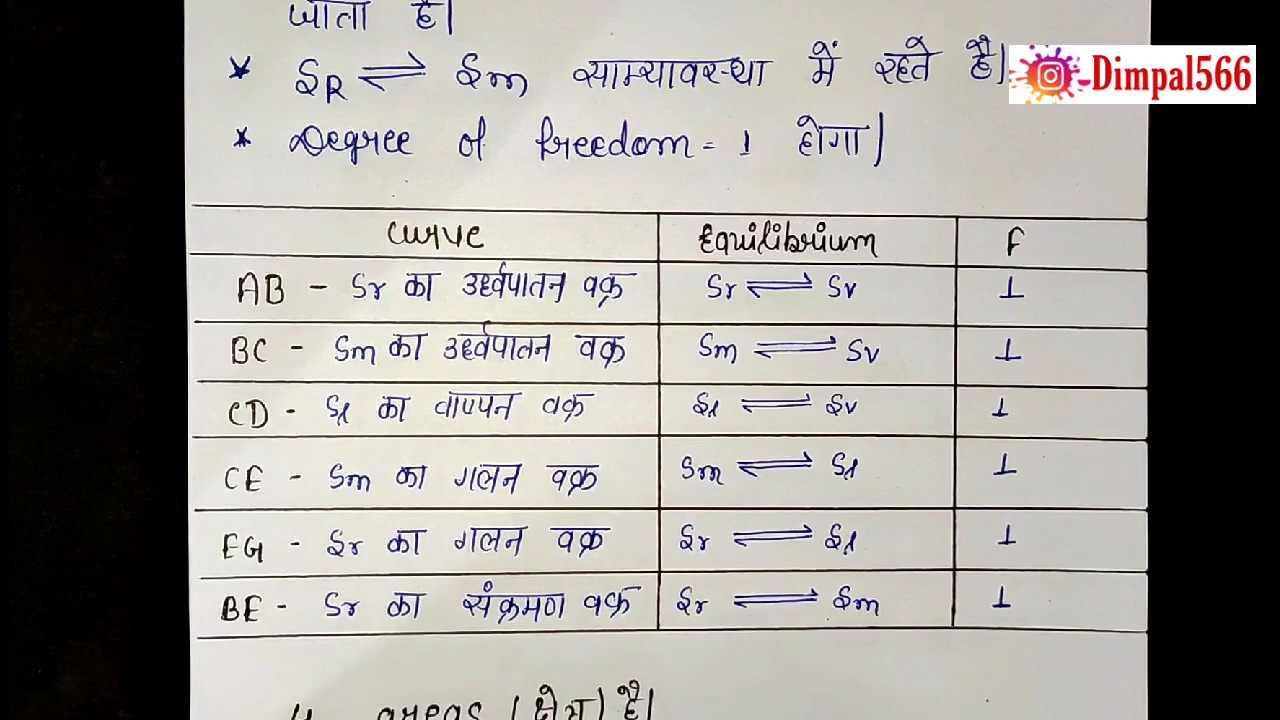 जाता है।
* SR ⇌ Sm साम्यावस्था में रहते है।
-Dimpal566
* Degree of freedom = 1 होगा।
Curve Equilibrium F
AB - Sr का उर्ध्वपातन वक्र Sr ⇌ Sv 1
BC - Sm का उर्ध्वपातन वक्र Sm ⇌ Sv 1
CD - Sl का वाष्पन वक्र Sl ⇌ Sv 1
CE - Sm का गलन वक्र Sm ⇌ Sl 1
EG - Sr का गलन वक्र Sr ⇌ Sl 1
BE - Sr का संक्रमण वक्र Sr ⇌ Sm 1
4 areas (क्षेत्र) है।